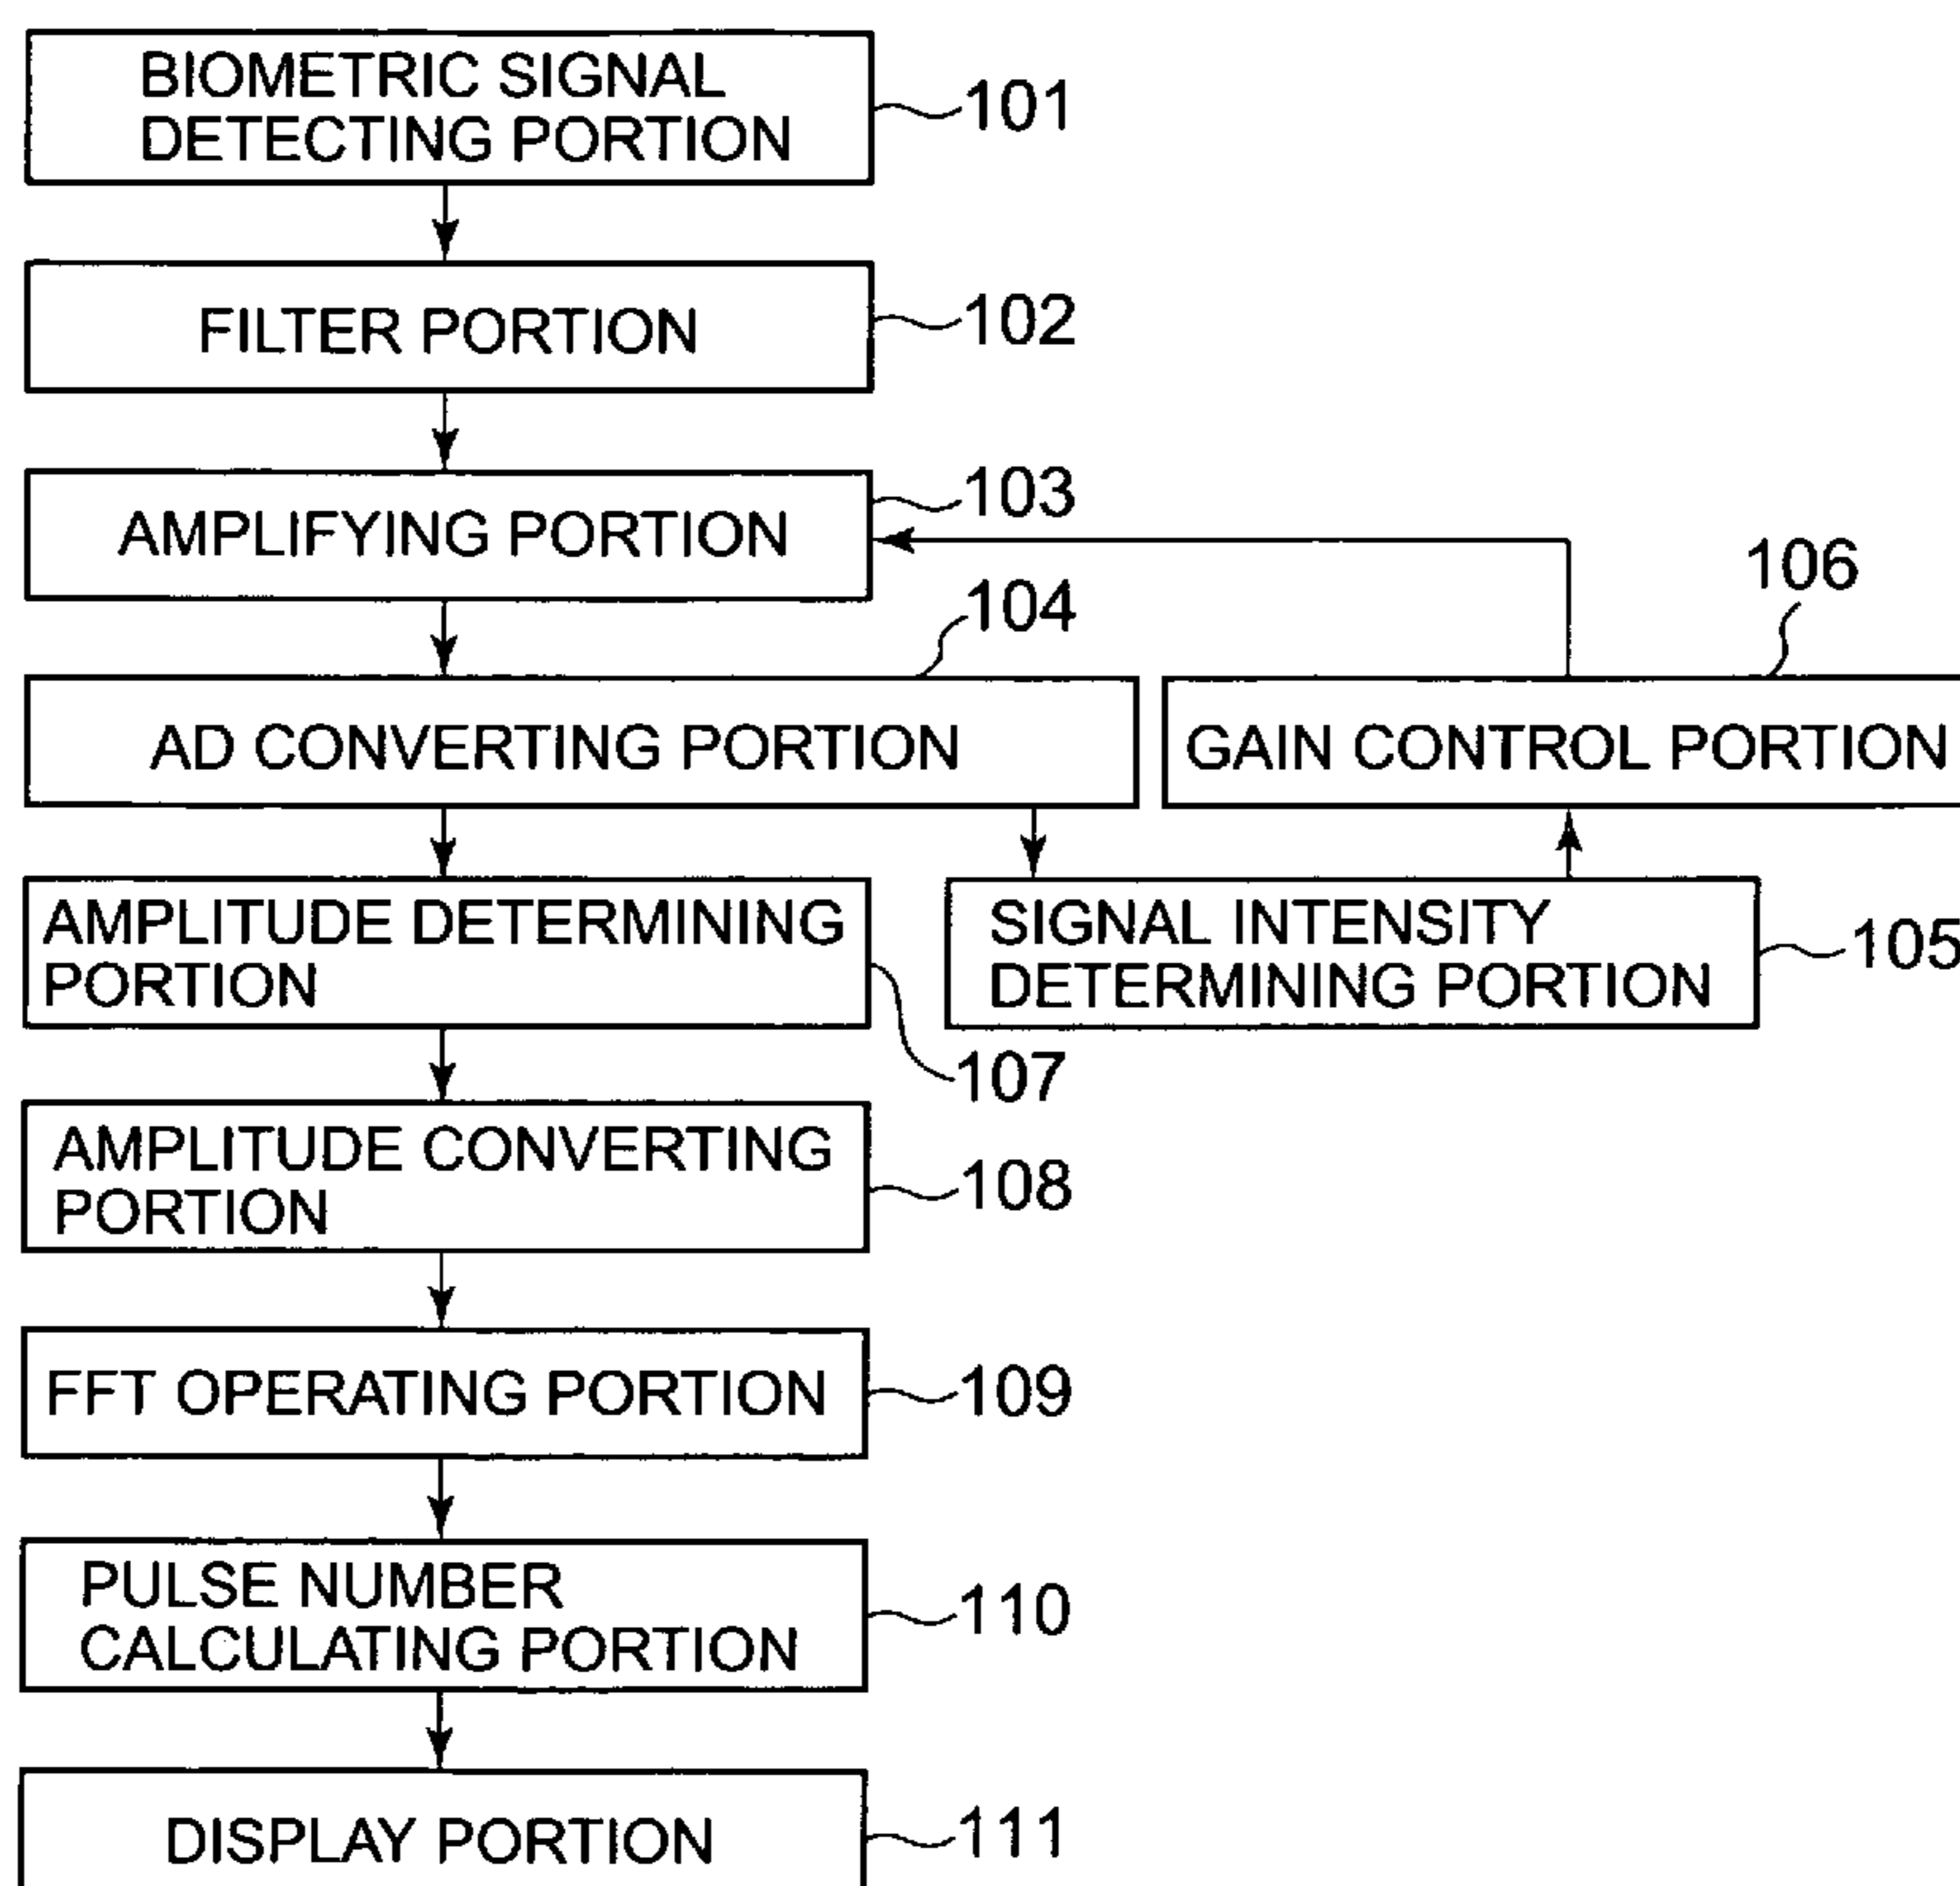 BIOMETRIC SIGNAL
DETECTING PORTION
101
FILTER PORTION
102
AMPLIFYING PORTION
103
104
106
AD CONVERTING PORTION
GAIN CONTROL PORTION
AMPLITUDE DETERMINING
PORTION
SIGNAL INTENSITY
DETERMINING PORTION
105
107
AMPLITUDE CONVERTING
PORTION
108
FFT OPERATING PORTION
109
PULSE NUMBER
CALCULATING PORTION
110
DISPLAY PORTION
111